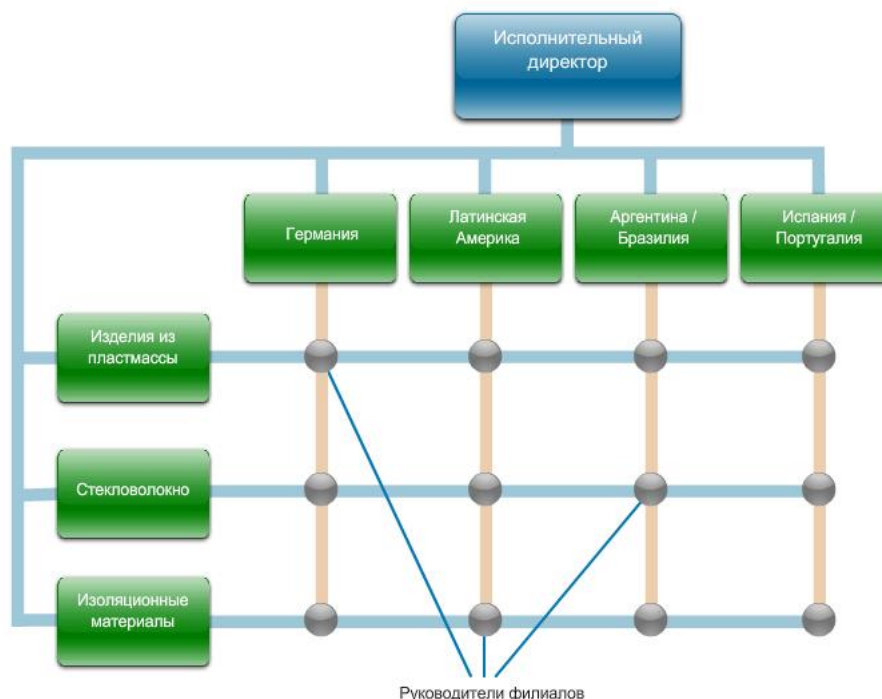 Исполнительный
директор
Германия
Латинская
Америка
Аргентина /
Бразилия
Испания /
Португалия
Изделия из
пластмассы
Стекловолокно
Изоляционные
материалы
Руководители филиалов